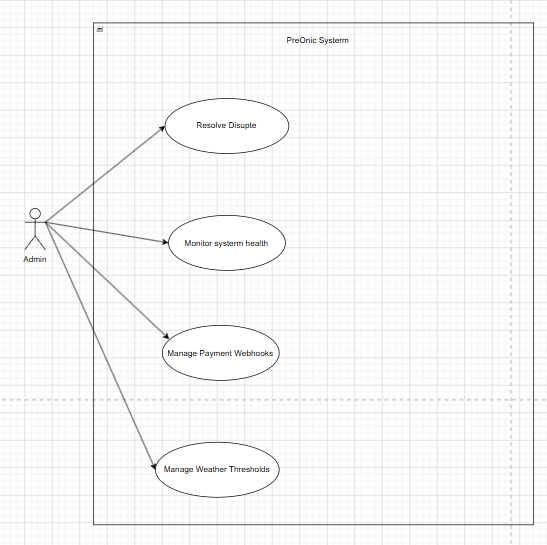 PreOnic Systerm
Resolve Disupte
Monitor systerm health
Admin
Manage Payment Webhooks
Manage Weather Thresholds